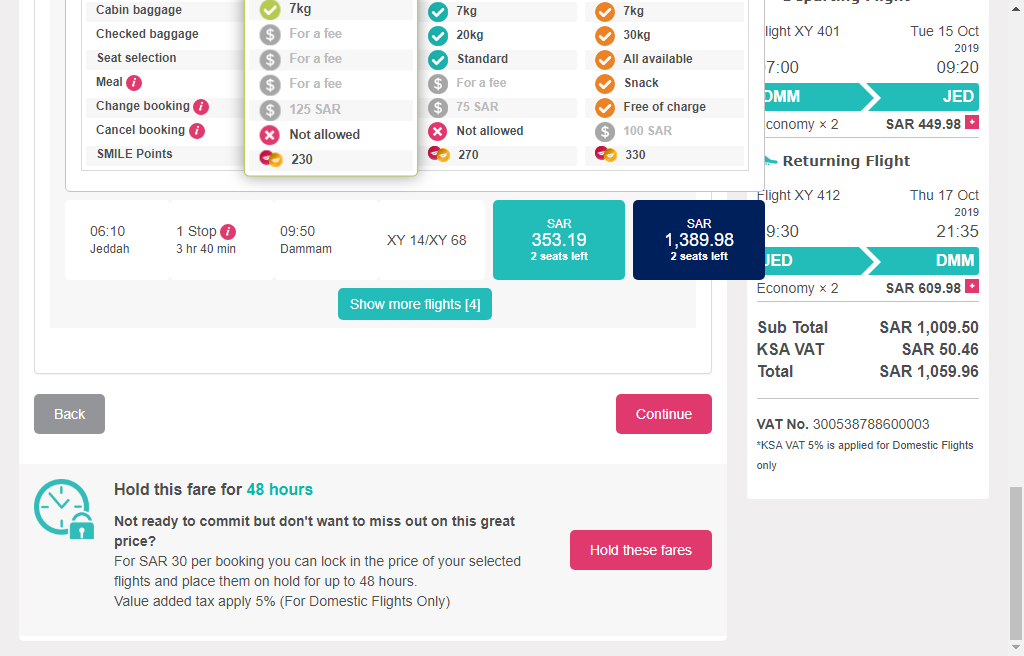 Cabin baggage 7kg 7kg 7kg
Checked baggage For a fee 20kg 30kg
Seat selection For a fee Standard All available
Meal i For a fee For a fee Snack
Change booking i 125 SAR 75 SAR Free of charge
Cancel booking i Not allowed Not allowed 100 SAR
SMILE Points 230 270 330
06:10 1 Stop i 09:50 XY 14/XY 68
Jeddah 3 hr 40 min Dammam
SAR SAR
353.19 1,389.98
2 seats left 2 seats left
Show more flights [4]
Back Continue
Hold this fare for 48 hours
Not ready to commit but don't want to miss out on this great
price?
For SAR 30 per booking you can lock in the price of your selected
flights and place them on hold for up to 48 hours.
Value added tax apply 5% (For Domestic Flights Only)
Hold these fares
light XY 401 Tue 15 Oct
2019
7:00 09:20
DMM JED
conomy × 2 SAR 449.98 +
Returning Flight
Flight XY 412 Thu 17 Oct
2019
9:30 21:35
JED DMM
Economy × 2 SAR 609.98 +
Sub Total SAR 1,009.50
KSA VAT SAR 50.46
Total SAR 1,059.96
VAT No. 300538788600003
*KSA VAT 5% is applied for Domestic Flights
only